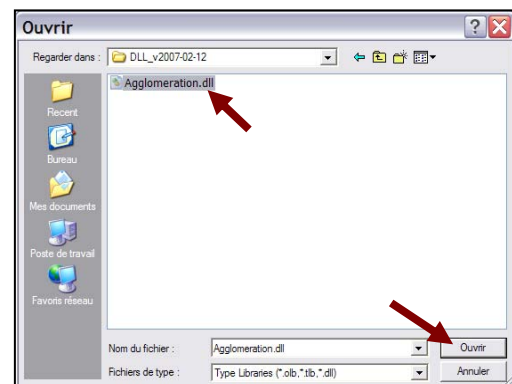 Ouvrir
Regarder dans : DLL_v2007-02-12
Agglomeration.dll
Recent
Bureau
Mes documents
Poste de travail
Favoris réseau
Nom du fichier : Agglomeration.dll Ouvrir
Fichiers de type : Type Libraries (*.olb,*.tlb,*.dll) Annuler